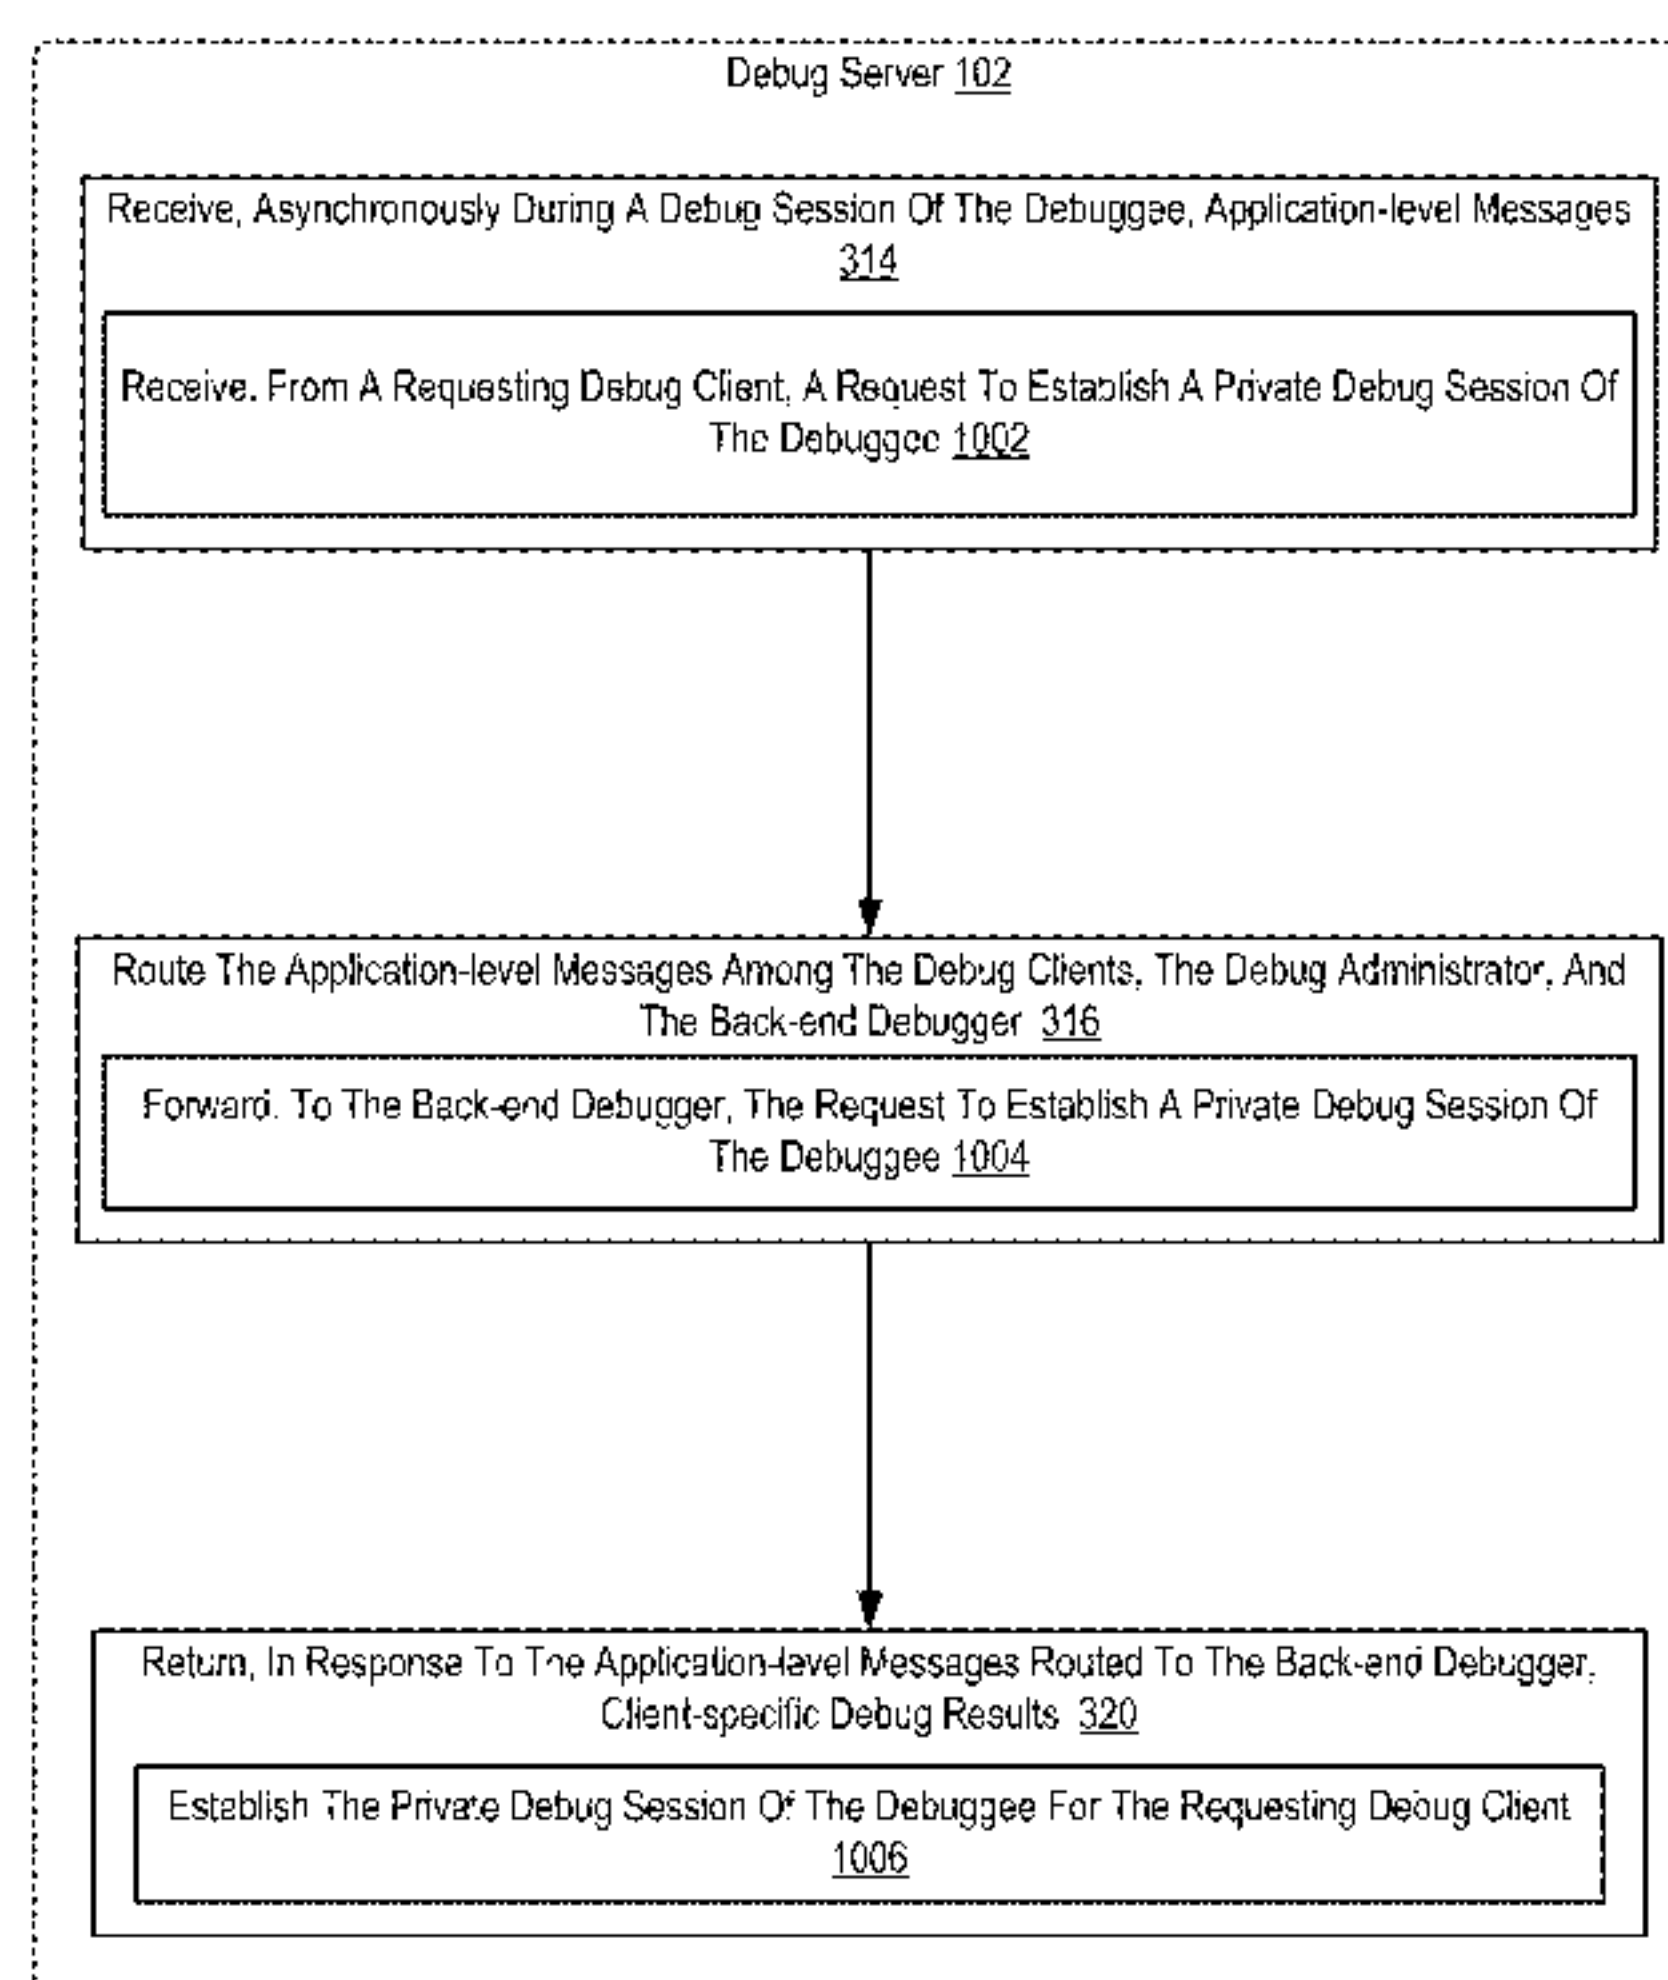 Debug Server 102
Receive, Asynchronously During A Debug Session Of The Debuggee, Application-level Messages
314
Receive. From A Requesting Debug Client, A Request To Establish A Private Debug Session Of
The Debuggee 1002
Route The Application-level Messages Among The Debug Clients, The Debug Administrator, And
The Back-end Debugger 316
Forward. To The Back-end Debugger, The Request To Establish A Private Debug Session Of
The Debuggee 1004
Return, In Response To The Application-level Messages Routed To The Back-end Debugger,
Client-specific Debug Results 320
Establish The Private Debug Session Of The Debuggee For The Requesting Debug Client
1006